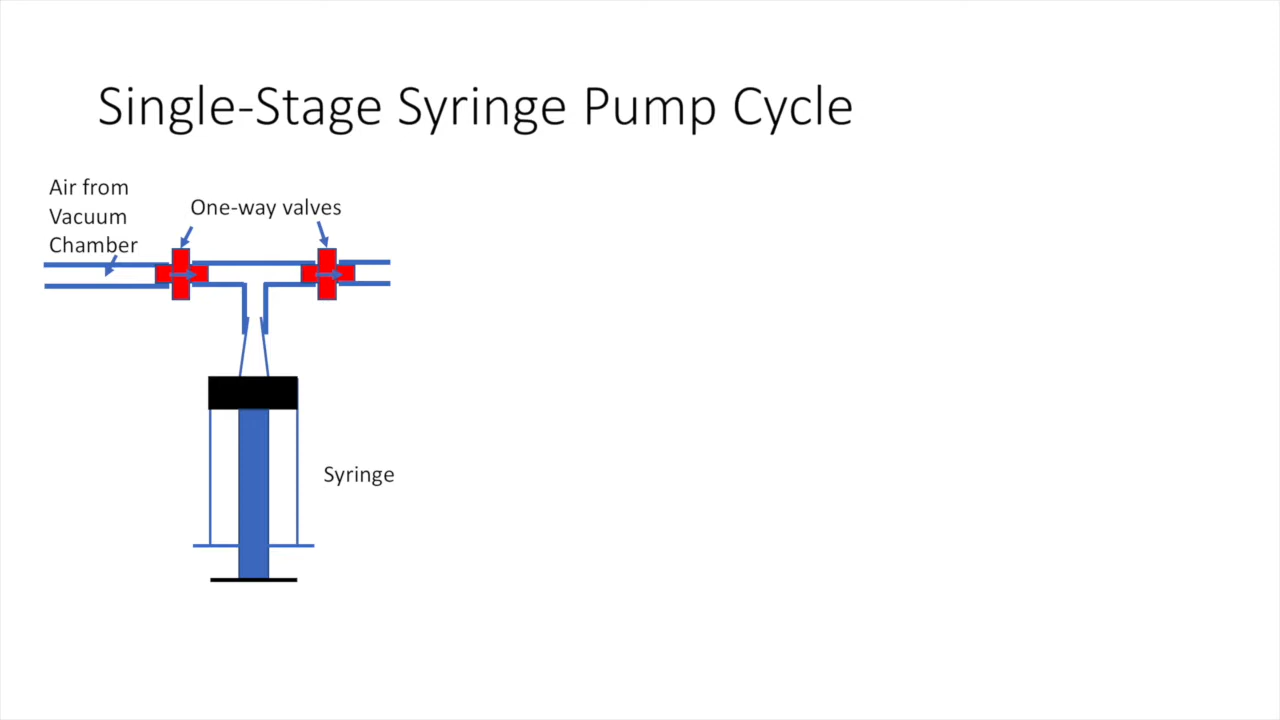 Single-Stage Syringe Pump Cycle
Air from
Vacuum
Chamber
One-way valves
Syringe